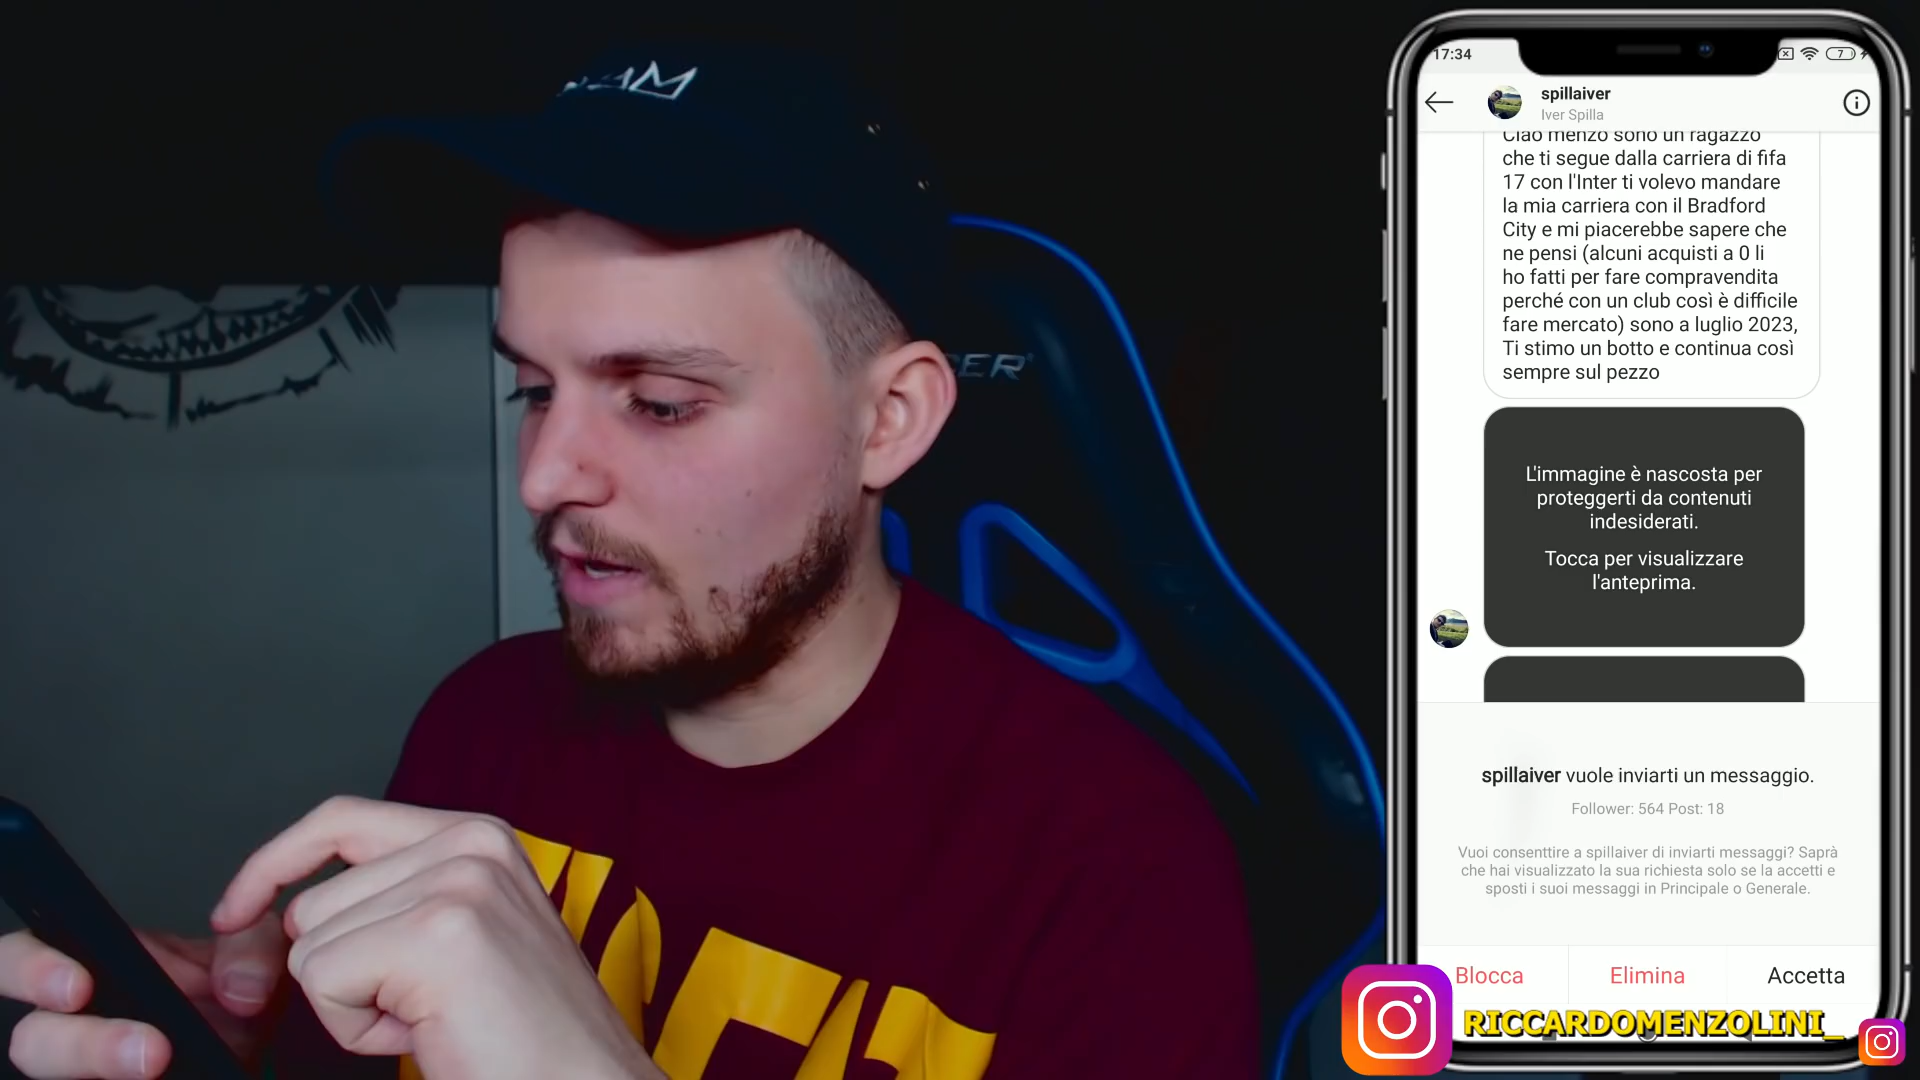 17:34
7
spillaiver
Iver Spilla
Ciao menzo sono un ragazzo
che ti segue dalla carriera di fifa
17 con l'Inter ti volevo mandare
la mia carriera con il Bradford
City e mi piacerebbe sapere che
ne pensi (alcuni acquisti a 0 li
ho fatti per fare compravendita
perché con un club così è difficile
fare mercato) sono a luglio 2023,
Ti stimo un botto e continua così
sempre sul pezzo
L'immagine è nascosta per
proteggerti da contenuti
indesiderati.
Tocca per visualizzare
l'anteprima.
spillaiver vuole inviarti un messaggio.
Follower: 564 Post: 18
Vuoi consenttire a spillaiver di inviarti messaggi? Saprà
che hai visualizzato la sua richiesta solo se la accetti e
sposti i suoi messaggi in Principale o Generale.
Blocca
Elimina
Accetta
RICCARDOMENZOLINI_